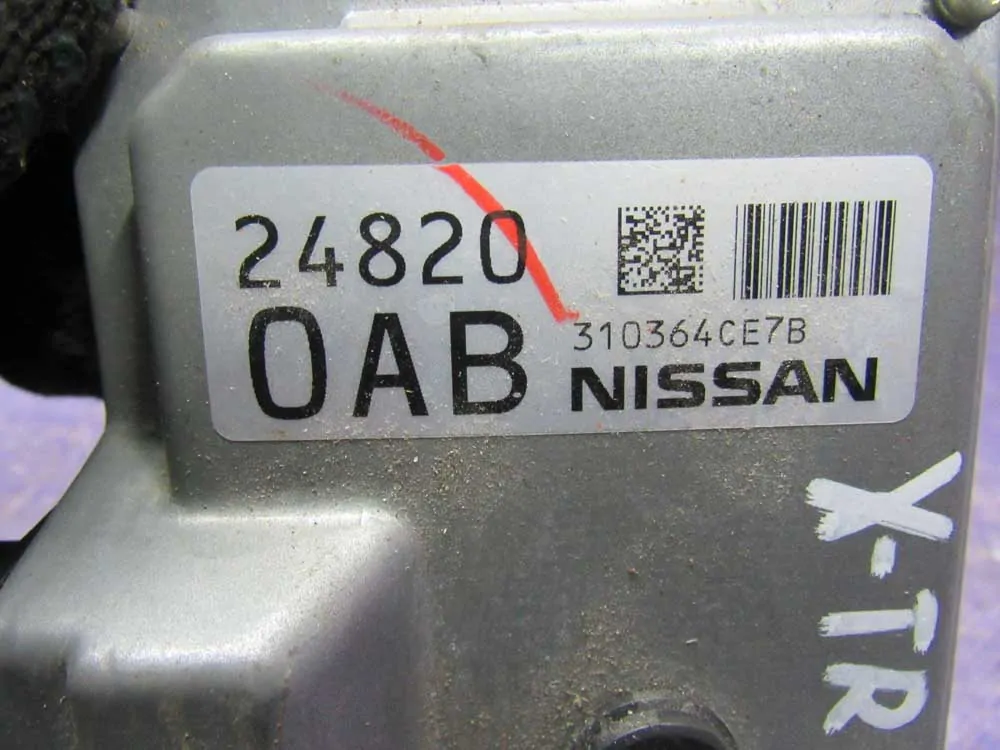 24820
0AB
310364CE7B
NISSAN
X-TR